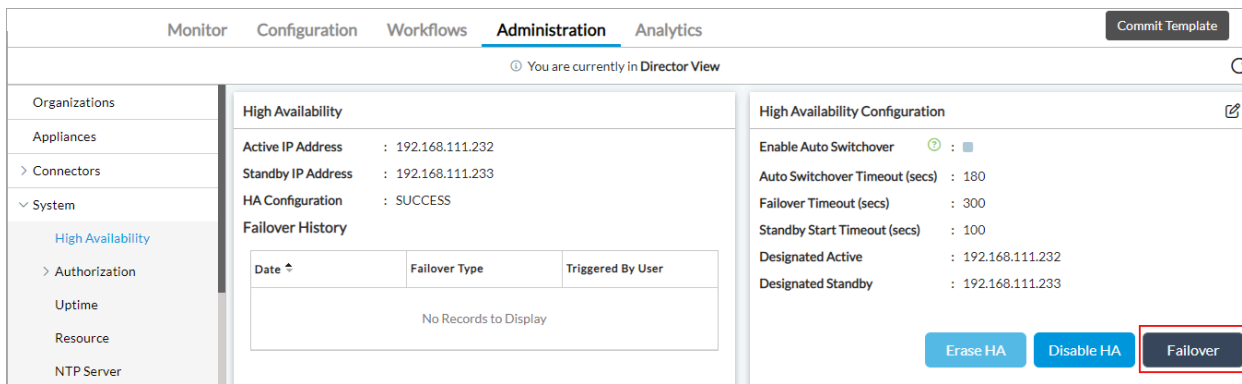 Monitor Configuration Workflows Administration Analytics Commit Template
You are currently in Director View
Organizations
Appliances
Connectors
System
High Availability
Authorization
Uptime
Resource
NTP Server
High Availability
Active IP Address : 192.168.111.232
Standby IP Address : 192.168.111.233
HA Configuration : SUCCESS
Failover History
Date Failover Type Triggered By User
No Records to Display
High Availability Configuration
Enable Auto Switchover ? :
Auto Switchover Timeout (secs) : 180
Failover Timeout (secs) : 300
Standby Start Timeout (secs) : 100
Designated Active : 192.168.111.232
Designated Standby : 192.168.111.233
Erase HA Disable HA Failover